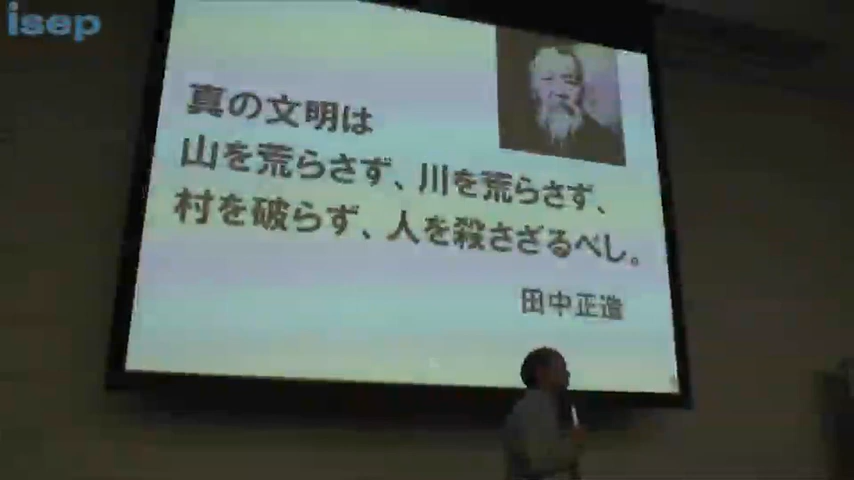 isep
真の文明は
山を荒らさず、川を荒らさず、
村を破らず、人を殺さざるべし。
田中正造